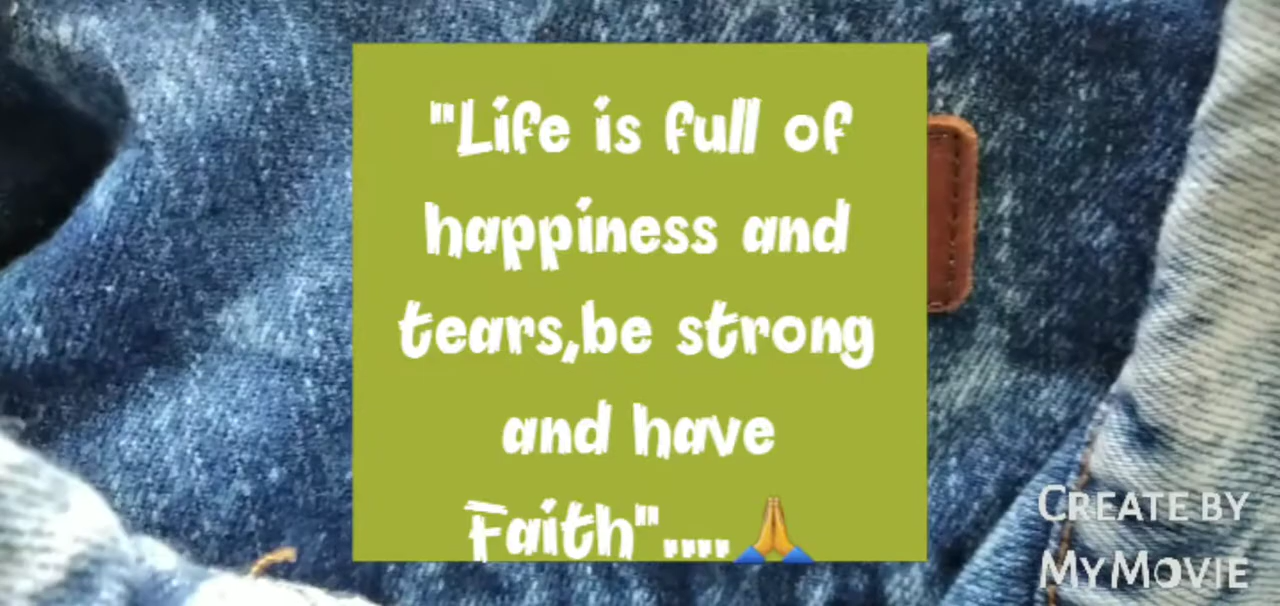 "Life is full of
happiness and
tears,be strong
and have
Faith"....🙏
CREATE BY
MYMOVIE